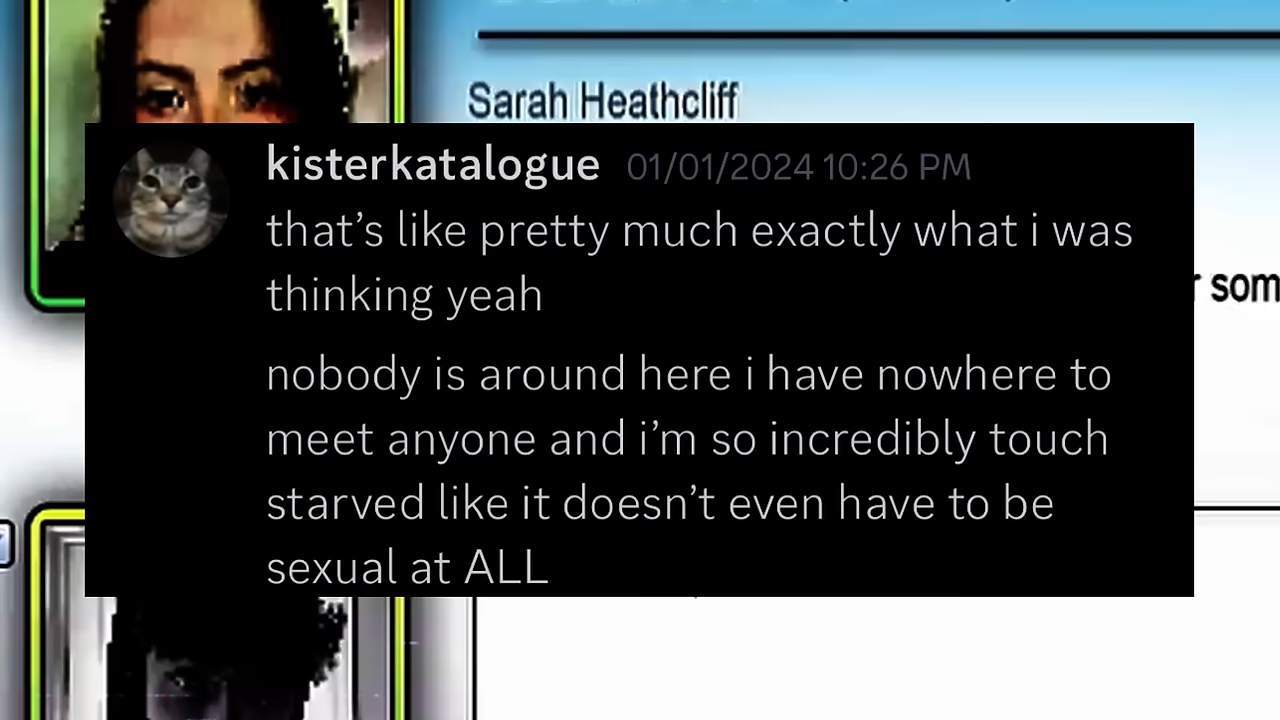 Sarah Heathcliff
kisterkatalogue 01/01/2024 10:26 PM
that’s like pretty much exactly what i was
thinking yeah
som
nobody is around here i have nowhere to
meet anyone and i’m so incredibly touch
starved like it doesn’t even have to be
sexual at ALL